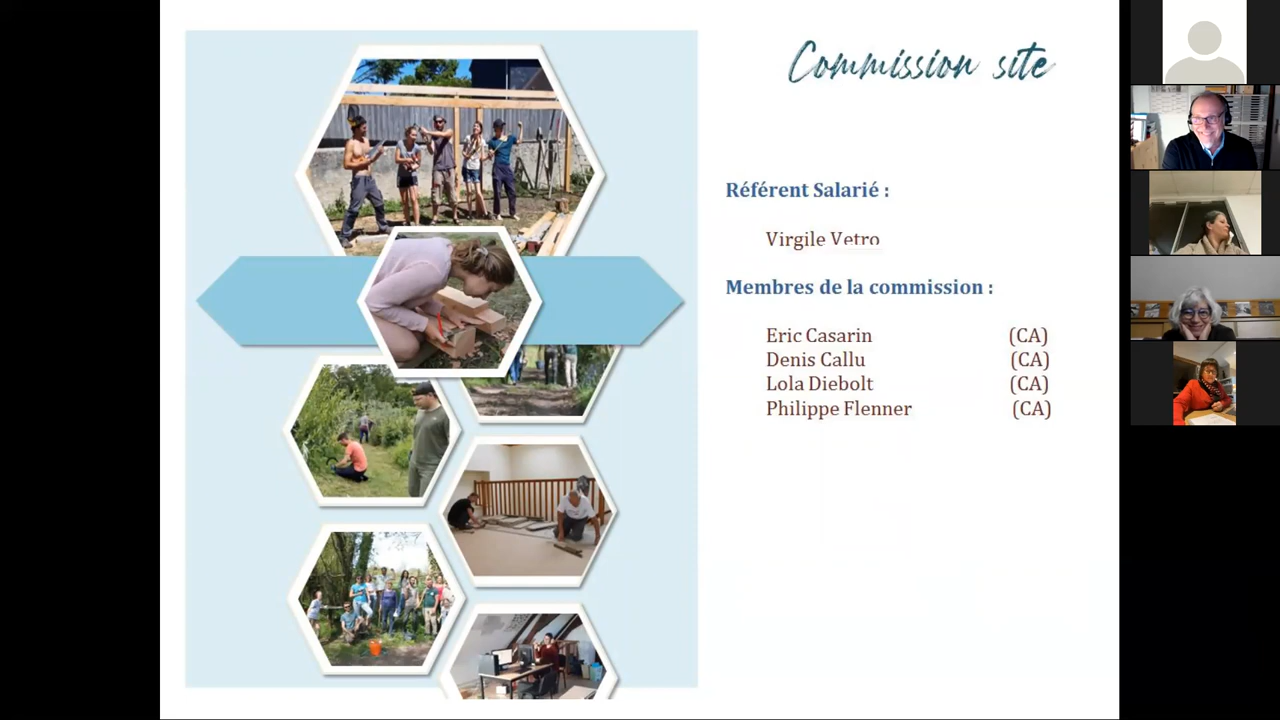 Commission site
Référent Salarié :
Virgile Vetro
Membres de la commission :
Eric Casarin (CA)
Denis Callu (CA)
Lola Diebolt (CA)
Philippe Flenner (CA)